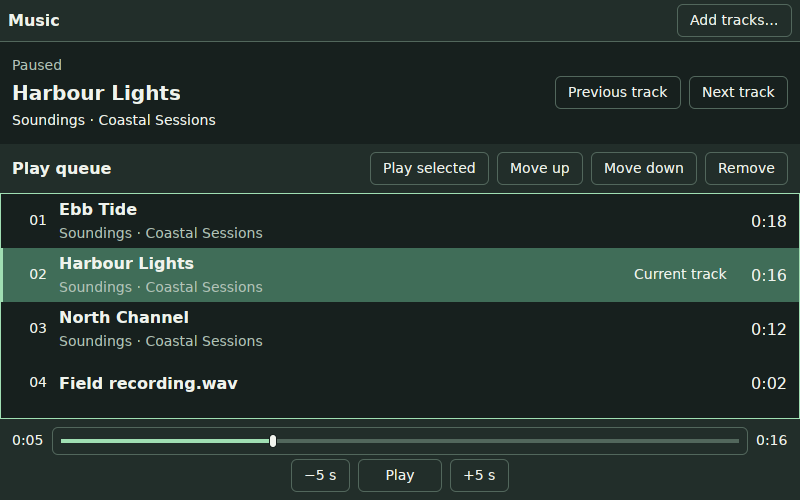 Music
Add tracks...
Paused
Harbour Lights
Previous track
Next track
Soundings · Coastal Sessions
Play queue
Play selected
Move up
Move down
Remove
01
Ebb Tide
Soundings · Coastal Sessions
0:18
02
Harbour Lights
Soundings · Coastal Sessions
Current track
0:16
03
North Channel
Soundings · Coastal Sessions
0:12
04
Field recording.wav
0:02
0:05
0:16
−5 s
Play
+5 s